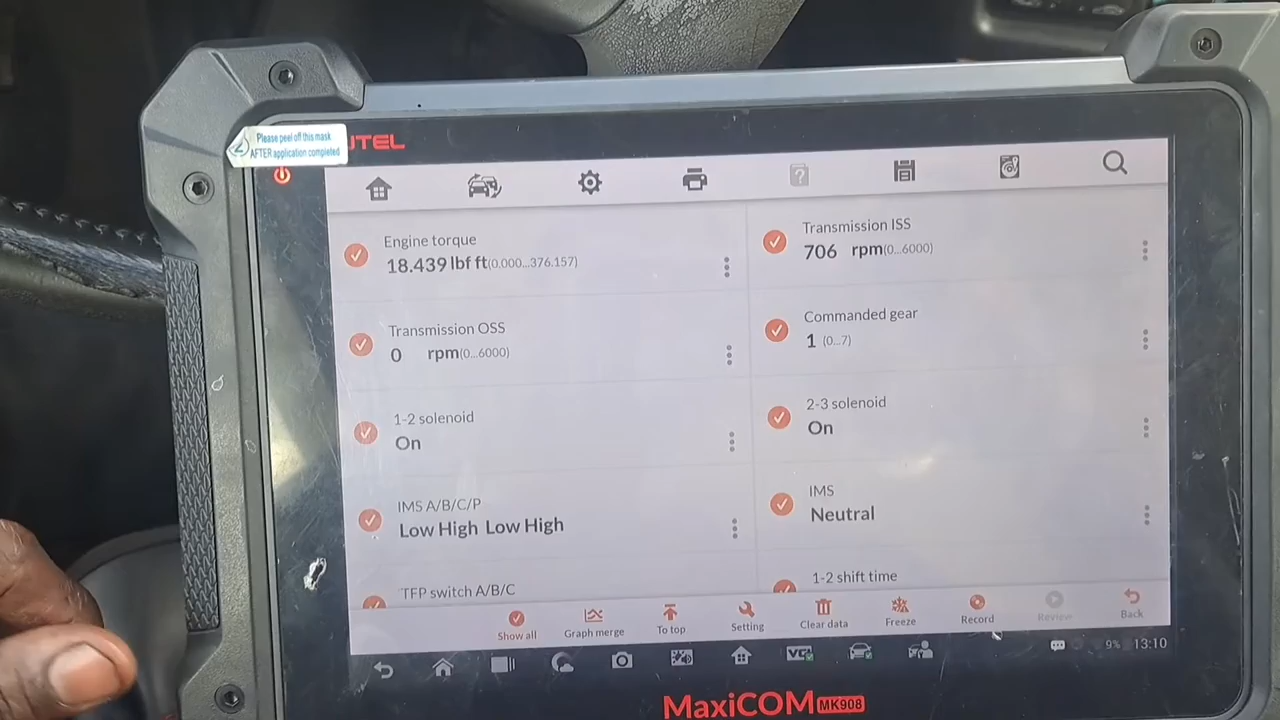 Please peel off this mask
AFTER application completed
UTEL
Engine torque
18.439 lbf ft(0.000...376.157)
Transmission ISS
706 rpm(0...6000)
Transmission OSS
0 rpm(0...6000)
Commanded gear
1 (0...7)
1-2 solenoid
On
2-3 solenoid
On
IMS A/B/C/P
Low High Low High
IMS
Neutral
TFP switch A/B/C
1-2 shift time
Show all
Graph merge
To top
Setting
Clear data
Freeze
Record
Review
Back
VCI
9% 13:10
MaxiCOM MK908